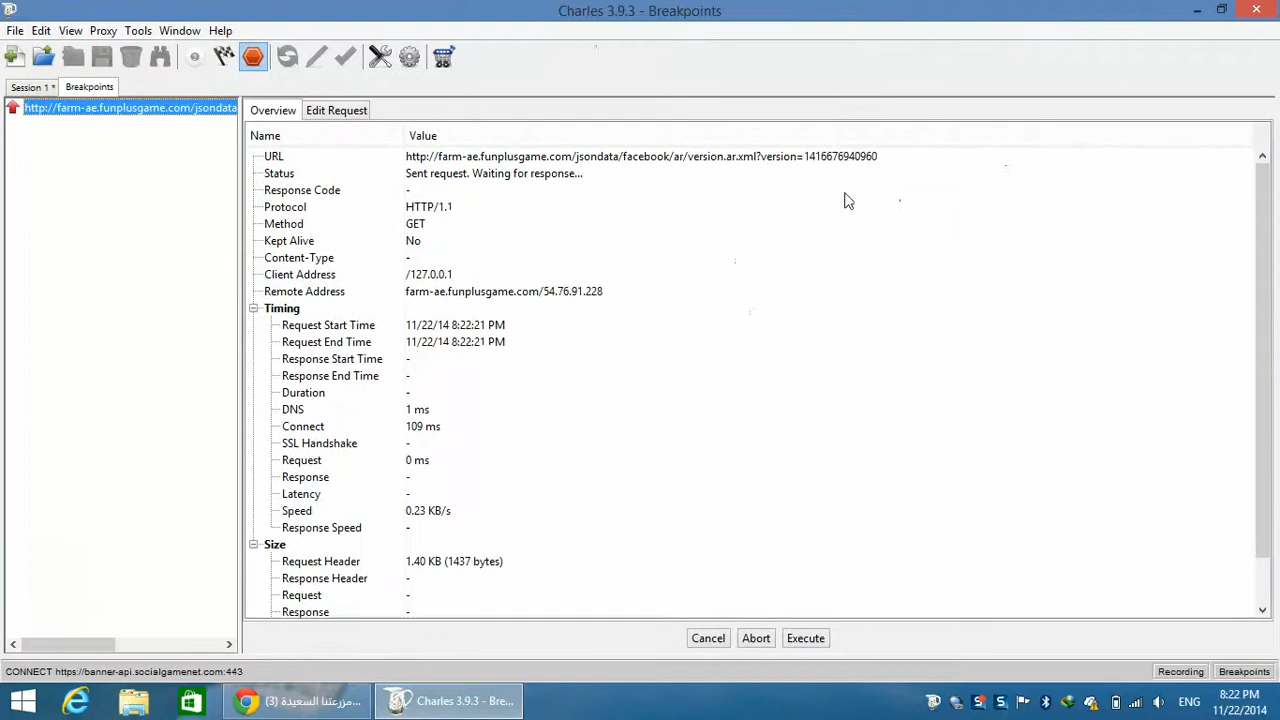 Charles 3.9.3 - Breakpoints
File Edit View Proxy Tools Window Help
Session 1 * Breakpoints
http://farm-ae.funplusgame.com/jsondata
Overview Edit Request
Name Value
URL http://farm-ae.funplusgame.com/jsondata/facebook/ar/version.ar.xml?version=1416676940960
Status Sent request. Waiting for response...
Response Code -
Protocol HTTP/1.1
Method GET
Kept Alive No
Content-Type -
Client Address /127.0.0.1
Remote Address farm-ae.funplusgame.com/54.76.91.228
Timing
Request Start Time 11/22/14 8:22:21 PM
Request End Time 11/22/14 8:22:21 PM
Response Start Time -
Response End Time -
Duration -
DNS 1 ms
Connect 109 ms
SSL Handshake -
Request 0 ms
Response -
Latency -
Speed 0.23 KB/s
Response Speed -
Size
Request Header 1.40 KB (1437 bytes)
Response Header -
Request -
Response -
Cancel Abort Execute
CONNECT https://banner-api.socialgamenet.com:443 Recording Breakpoints
(3) مزرعتنا السعيدة... Charles 3.9.3 - Bre... ENG 8:22 PM
11/22/2014